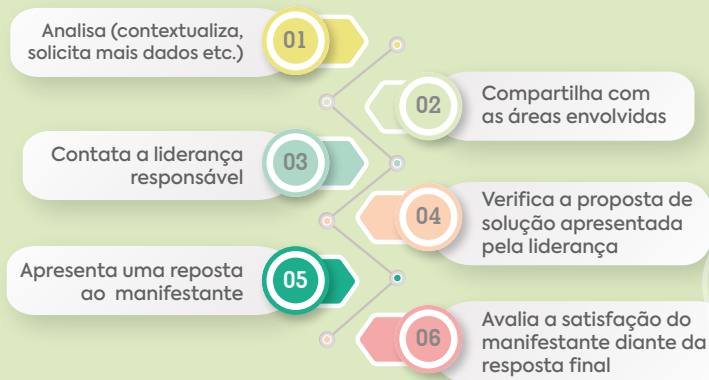 Analisa (contextualiza,
solicita mais dados etc.)
01
02
Compartilha com
as áreas envolvidas
Contata a liderança
responsável
03
04
Verifica a proposta de
solução apresentada
pela liderança
Apresenta uma reposta
ao manifestante
05
06
Avalia a satisfação do
manifestante diante da
resposta final